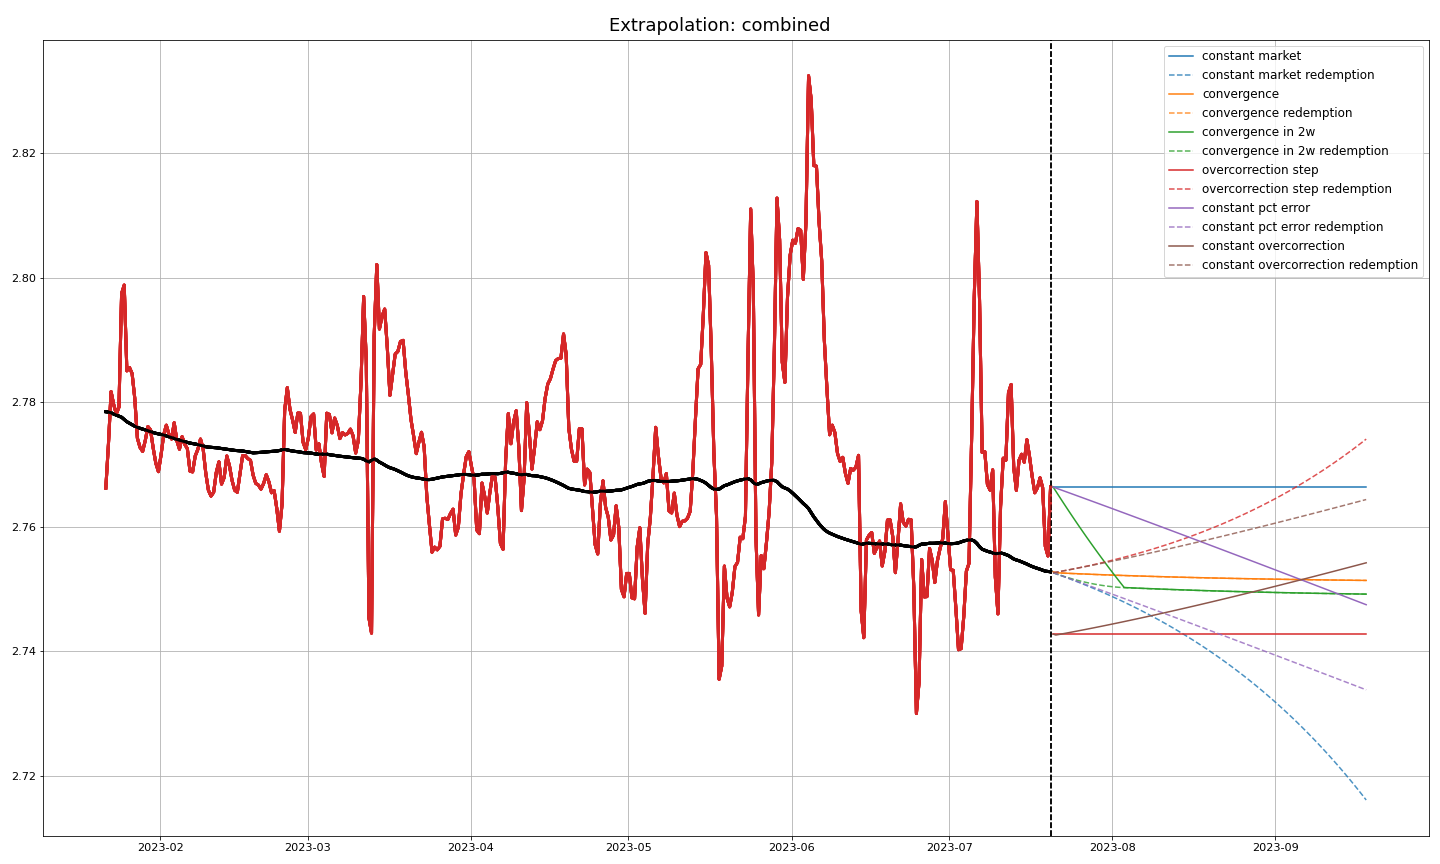 Extrapolation: combined
constant market
constant market redemption
convergence
convergence redemption
convergence in 2w
convergence in 2w redemption
overcorrection step
overcorrection step redemption
constant pct error
constant pct error redemption
constant overcorrection
constant overcorrection redemption
2.82
2.80
2.78
2.76
2.74
2.72
2023-02 2023-03 2023-04 2023-05 2023-06 2023-07 2023-08 2023-09